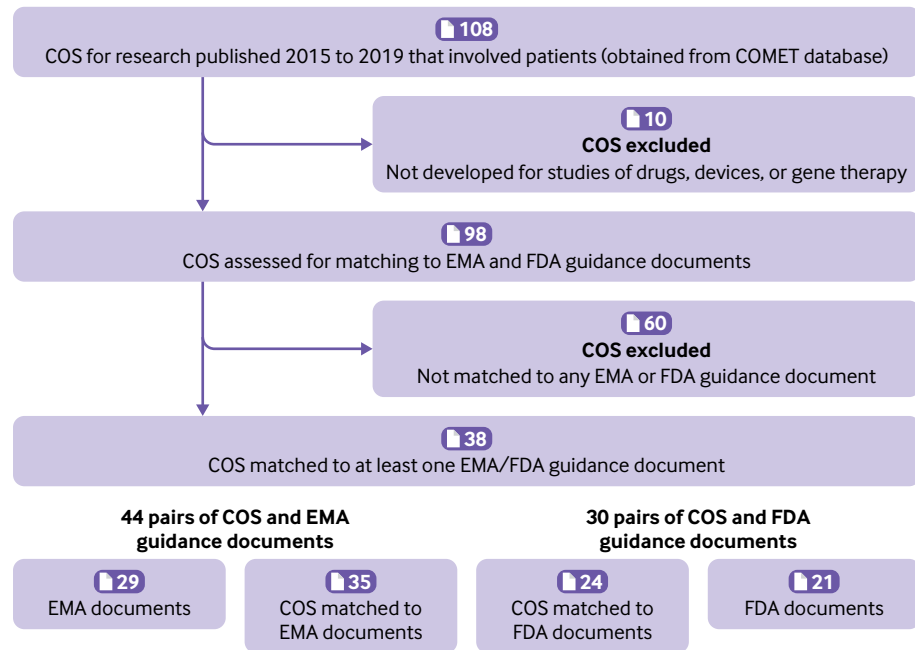 108
COS for research published 2015 to 2019 that involved patients (obtained from COMET database)
10
COS excluded
Not developed for studies of drugs, devices, or gene therapy
98
COS assessed for matching to EMA and FDA guidance documents
60
COS excluded
Not matched to any EMA or FDA guidance document
38
COS matched to at least one EMA/FDA guidance document
44 pairs of COS and EMA
guidance documents
30 pairs of COS and FDA
guidance documents
29
EMA documents
35
COS matched to
EMA documents
24
COS matched to
FDA documents
21
FDA documents